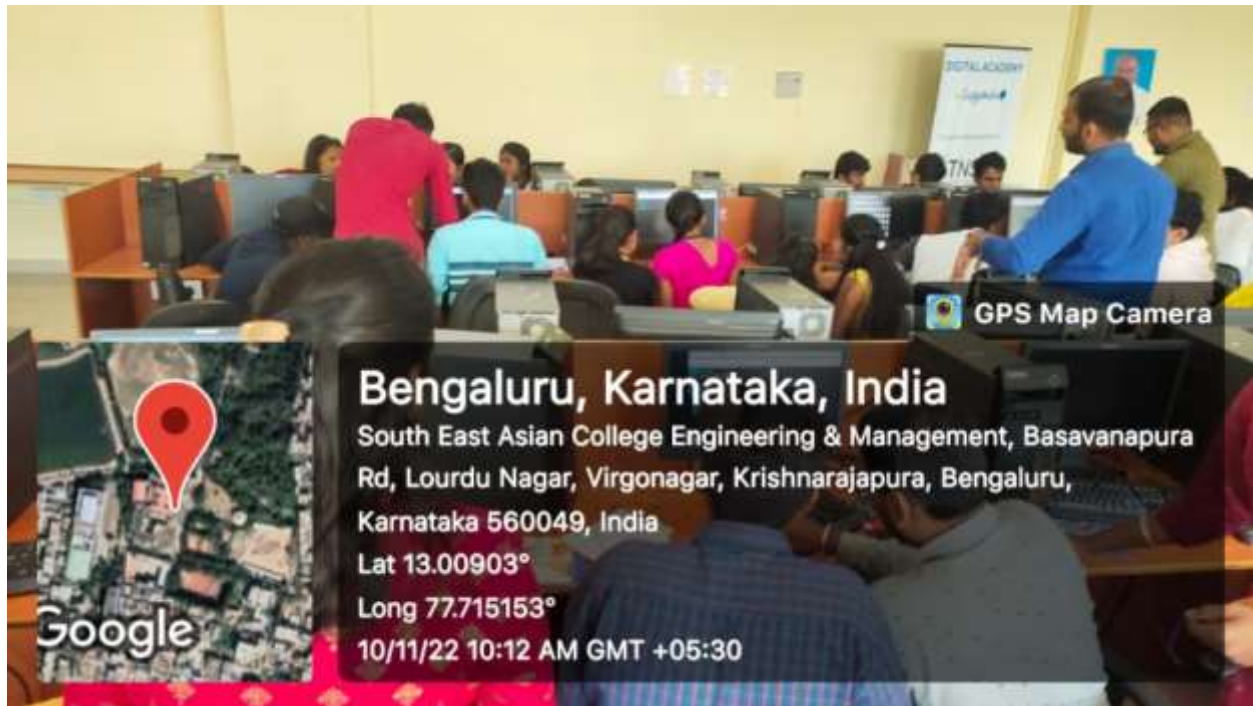 DIGITAL ACADEMY
Capgemini
TNS
GPS Map Camera
Bengaluru, Karnataka, India
South East Asian College Engineering & Management, Basavanapura
Rd, Lourdu Nagar, Virgonagar, Krishnarajapura, Bengaluru,
Karnataka 560049, India
Lat 13.00903°
Long 77.715153°
10/11/22 10:12 AM GMT +05:30
Google